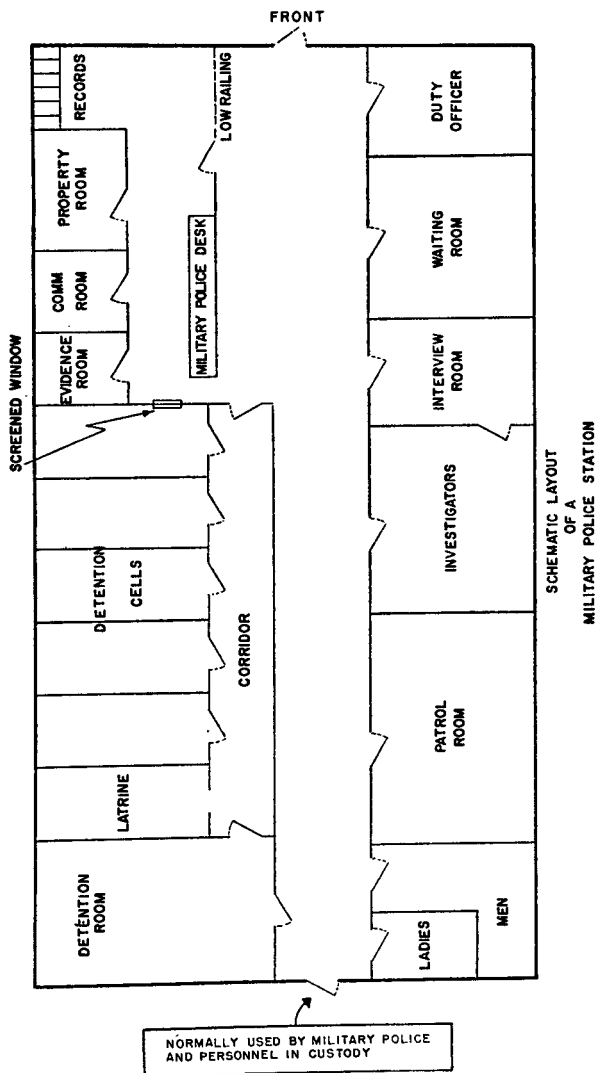 FRONT
RECORDS
LOW RAILING
DUTY
OFFICER
PROPERTY
ROOM
MILITARY POLICE DESK
WAITING
ROOM
COMM
ROOM
SCREENED WINDOW
EVIDENCE
ROOM
INTERVIEW
ROOM
DETENTION
CELLS
INVESTIGATORS
CORRIDOR
PATROL
ROOM
LATRINE
DETENTION
ROOM
LADIES
MEN
SCHEMATIC LAYOUT
OF A
MILITARY POLICE STATION
NORMALLY USED BY MILITARY POLICE
AND PERSONNEL IN CUSTODY